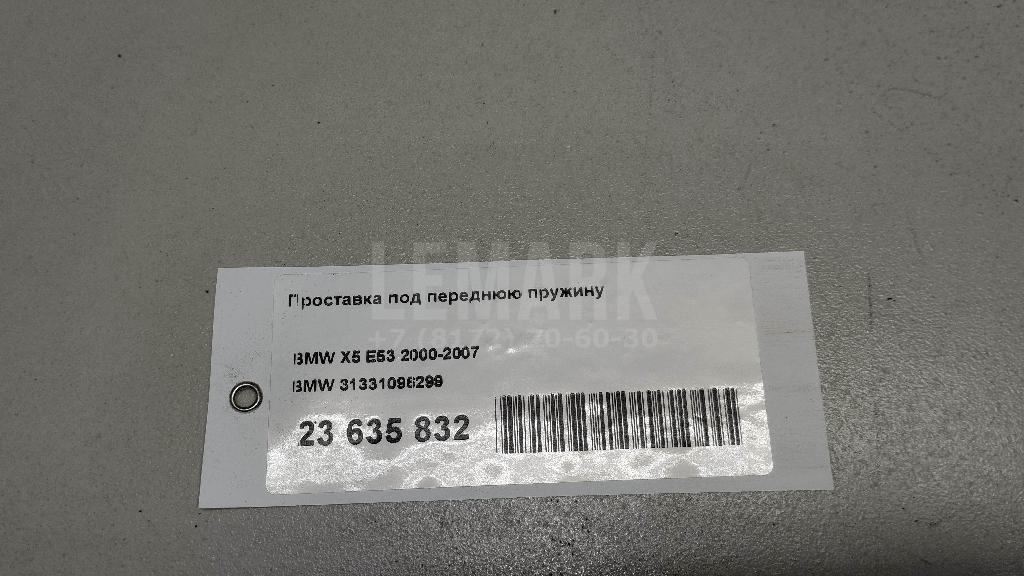 LEMARK
+7 (8172) 70-60-30
Проставка под переднюю пружину
BMW X5 E53 2000-2007
BMW 31331096299
23 635 832